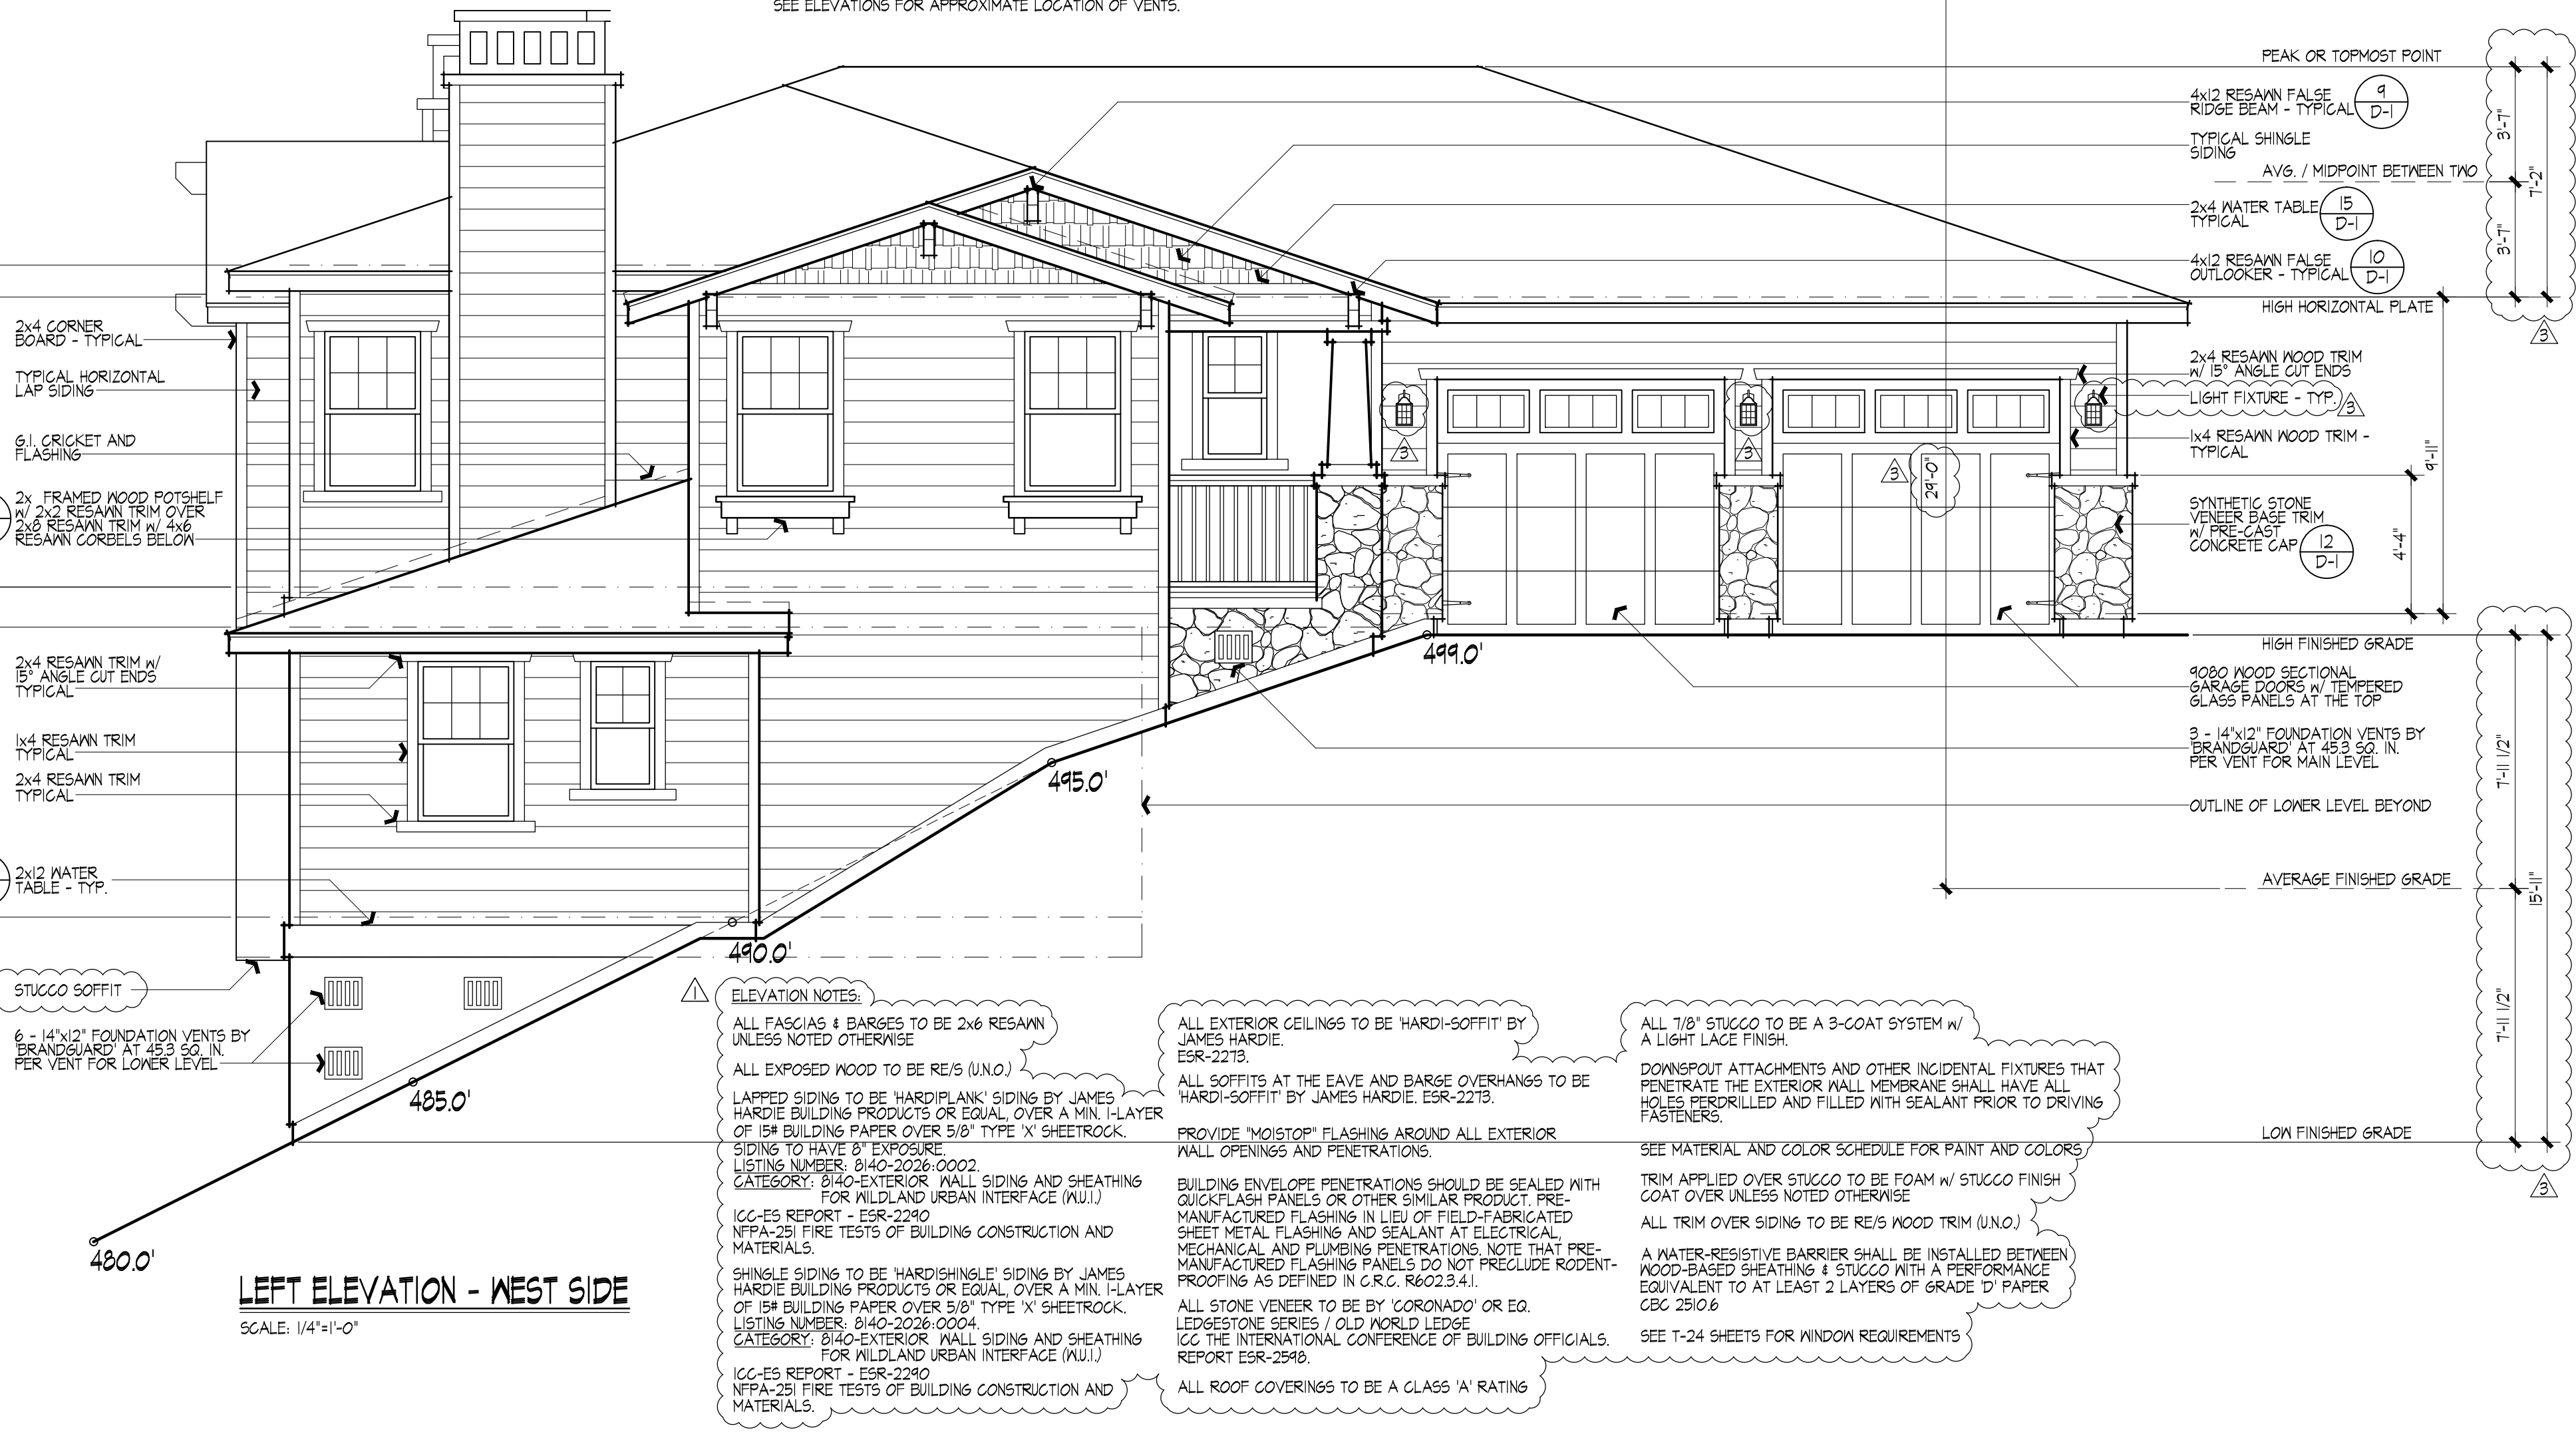 SEE ELEVATIONS FOR APPROXIMATE LOCATION OF VENTS.
PEAK OR TOPMOST POINT
4x12 RESAWN FALSE
RIDGE BEAM - TYPICAL
9
D-1
TYPICAL SHINGLE
SIDING
AVG. / MIDPOINT BETWEEN TWO
2x4 WATER TABLE
TYPICAL
15
D-1
4x12 RESAWN FALSE
OUTLOOKER - TYPICAL
10
D-1
HIGH HORIZONTAL PLATE
3'-7"
3'-7"
7'-2"
3
2x4 RESAWN WOOD TRIM
W/ 15° ANGLE CUT ENDS
LIGHT FIXTURE - TYP.
3
1x4 RESAWN WOOD TRIM -
TYPICAL
9'-11"
SYNTHETIC STONE
VENEER BASE TRIM
W/ PRE-CAST
CONCRETE CAP
12
D-1
4'-4"
HIGH FINISHED GRADE
9080 WOOD SECTIONAL
GARAGE DOORS W/ TEMPERED
GLASS PANELS AT THE TOP
3 - 14"x12" FOUNDATION VENTS BY
'BRANDGUARD' AT 45.3 SQ. IN.
PER VENT FOR MAIN LEVEL
OUTLINE OF LOWER LEVEL BEYOND
AVERAGE FINISHED GRADE
LOW FINISHED GRADE
7'-11 1/2"
7'-11 1/2"
15'-11"
3
2x4 CORNER
BOARD - TYPICAL
TYPICAL HORIZONTAL
LAP SIDING
G.I. CRICKET AND
FLASHING
2x FRAMED WOOD POTSHELF
W/ 2x2 RESAWN TRIM OVER
2x8 RESAWN TRIM W/ 4x6
RESAWN CORBELS BELOW
2x4 RESAWN TRIM W/
15° ANGLE CUT ENDS
TYPICAL
1x4 RESAWN TRIM
TYPICAL
2x4 RESAWN TRIM
TYPICAL
2x12 WATER
TABLE - TYP.
STUCCO SOFFIT
6 - 14"x12" FOUNDATION VENTS BY
'BRANDGUARD' AT 45.3 SQ. IN.
PER VENT FOR LOWER LEVEL
3
3
3
29'-0"
499.0'
495.0'
490.0'
485.0'
480.0'
LEFT ELEVATION - WEST SIDE
SCALE: 1/4"=1'-0"
1
ELEVATION NOTES:
ALL FASCIAS & BARGES TO BE 2x6 RESAWN
UNLESS NOTED OTHERWISE
ALL EXPOSED WOOD TO BE RE/S (U.N.O.)
LAPPED SIDING TO BE 'HARDIPLANK' SIDING BY JAMES
HARDIE BUILDING PRODUCTS OR EQUAL, OVER A MIN. 1-LAYER
OF 15# BUILDING PAPER OVER 5/8" TYPE 'X' SHEETROCK.
SIDING TO HAVE 8" EXPOSURE.
LISTING NUMBER: 8140-2026:0002.
CATEGORY: 8140-EXTERIOR WALL SIDING AND SHEATHING
FOR WILDLAND URBAN INTERFACE (W.U.I.)
ICC-ES REPORT - ESR-2290
NFPA-251 FIRE TESTS OF BUILDING CONSTRUCTION AND
MATERIALS.
SHINGLE SIDING TO BE 'HARDISHINGLE' SIDING BY JAMES
HARDIE BUILDING PRODUCTS OR EQUAL, OVER A MIN. 1-LAYER
OF 15# BUILDING PAPER OVER 5/8" TYPE 'X' SHEETROCK.
LISTING NUMBER: 8140-2026:0004.
CATEGORY: 8140-EXTERIOR WALL SIDING AND SHEATHING
FOR WILDLAND URBAN INTERFACE (W.U.I.)
ICC-ES REPORT - ESR-2290
NFPA-251 FIRE TESTS OF BUILDING CONSTRUCTION AND
MATERIALS.
ALL EXTERIOR CEILINGS TO BE 'HARDI-SOFFIT' BY
JAMES HARDIE.
ESR-2273.
ALL SOFFITS AT THE EAVE AND BARGE OVERHANGS TO BE
'HARDI-SOFFIT' BY JAMES HARDIE. ESR-2273.
PROVIDE "MOISTOP" FLASHING AROUND ALL EXTERIOR
WALL OPENINGS AND PENETRATIONS.
BUILDING ENVELOPE PENETRATIONS SHOULD BE SEALED WITH
QUICKFLASH PANELS OR OTHER SIMILAR PRODUCT. PRE-
MANUFACTURED FLASHING IN LIEU OF FIELD-FABRICATED
SHEET METAL FLASHING AND SEALANT AT ELECTRICAL,
MECHANICAL AND PLUMBING PENETRATIONS. NOTE THAT PRE-
MANUFACTURED FLASHING PANELS DO NOT PRECLUDE RODENT-
PROOFING AS DEFINED IN C.R.C. R602.3.4.1.
ALL STONE VENEER TO BE BY 'CORONADO' OR EQ.
LEDGESTONE SERIES / OLD WORLD LEDGE
ICC THE INTERNATIONAL CONFERENCE OF BUILDING OFFICIALS.
REPORT ESR-2598.
ALL ROOF COVERINGS TO BE A CLASS 'A' RATING
ALL 7/8" STUCCO TO BE A 3-COAT SYSTEM W/
A LIGHT LACE FINISH.
DOWNSPOUT ATTACHMENTS AND OTHER INCIDENTAL FIXTURES THAT
PENETRATE THE EXTERIOR WALL MEMBRANE SHALL HAVE ALL
HOLES PERDRILLED AND FILLED WITH SEALANT PRIOR TO DRIVING
FASTENERS.
SEE MATERIAL AND COLOR SCHEDULE FOR PAINT AND COLORS
TRIM APPLIED OVER STUCCO TO BE FOAM W/ STUCCO FINISH
COAT OVER UNLESS NOTED OTHERWISE
ALL TRIM OVER SIDING TO BE RE/S WOOD TRIM (U.N.O.)
A WATER-RESISTIVE BARRIER SHALL BE INSTALLED BETWEEN
WOOD-BASED SHEATHING & STUCCO WITH A PERFORMANCE
EQUIVALENT TO AT LEAST 2 LAYERS OF GRADE 'D' PAPER
CBC 2510.6
SEE T-24 SHEETS FOR WINDOW REQUIREMENTS